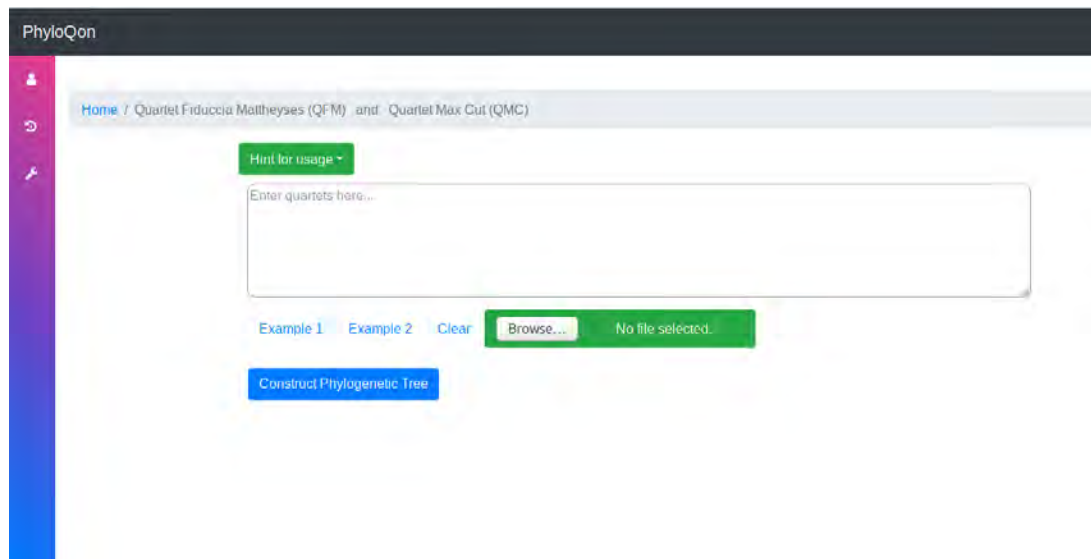 PhyloQon
Home / Quartet Fiduccia Mattheyses (QFM) and Quartet Max Cut (QMC)
Hint for usage
Enter quartets here...
Example 1 Example 2 Clear Browse... No file selected.
Construct Phylogenetic Tree